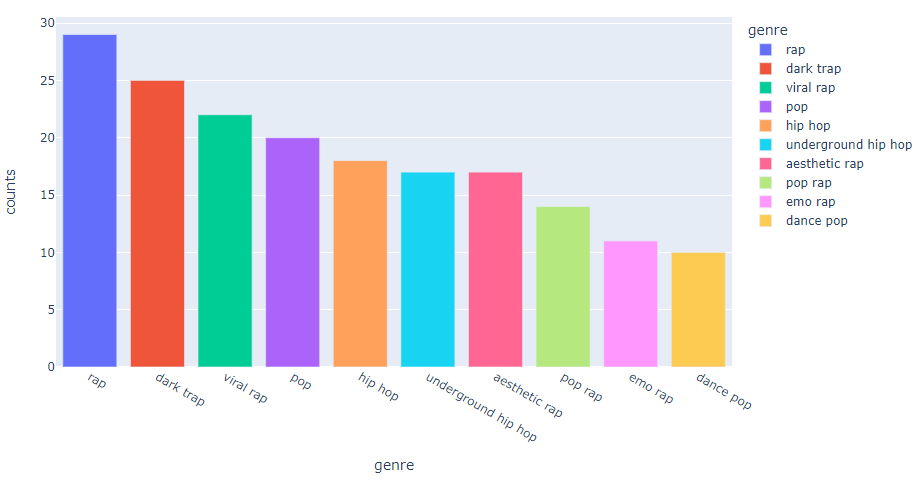 30
25
20
15
10
5
0
counts
rap
dark trap
viral rap
pop
hip hop
underground hip hop
aesthetic rap
pop rap
emo rap
dance pop
genre
genre
rap
dark trap
viral rap
pop
hip hop
underground hip hop
aesthetic rap
pop rap
emo rap
dance pop